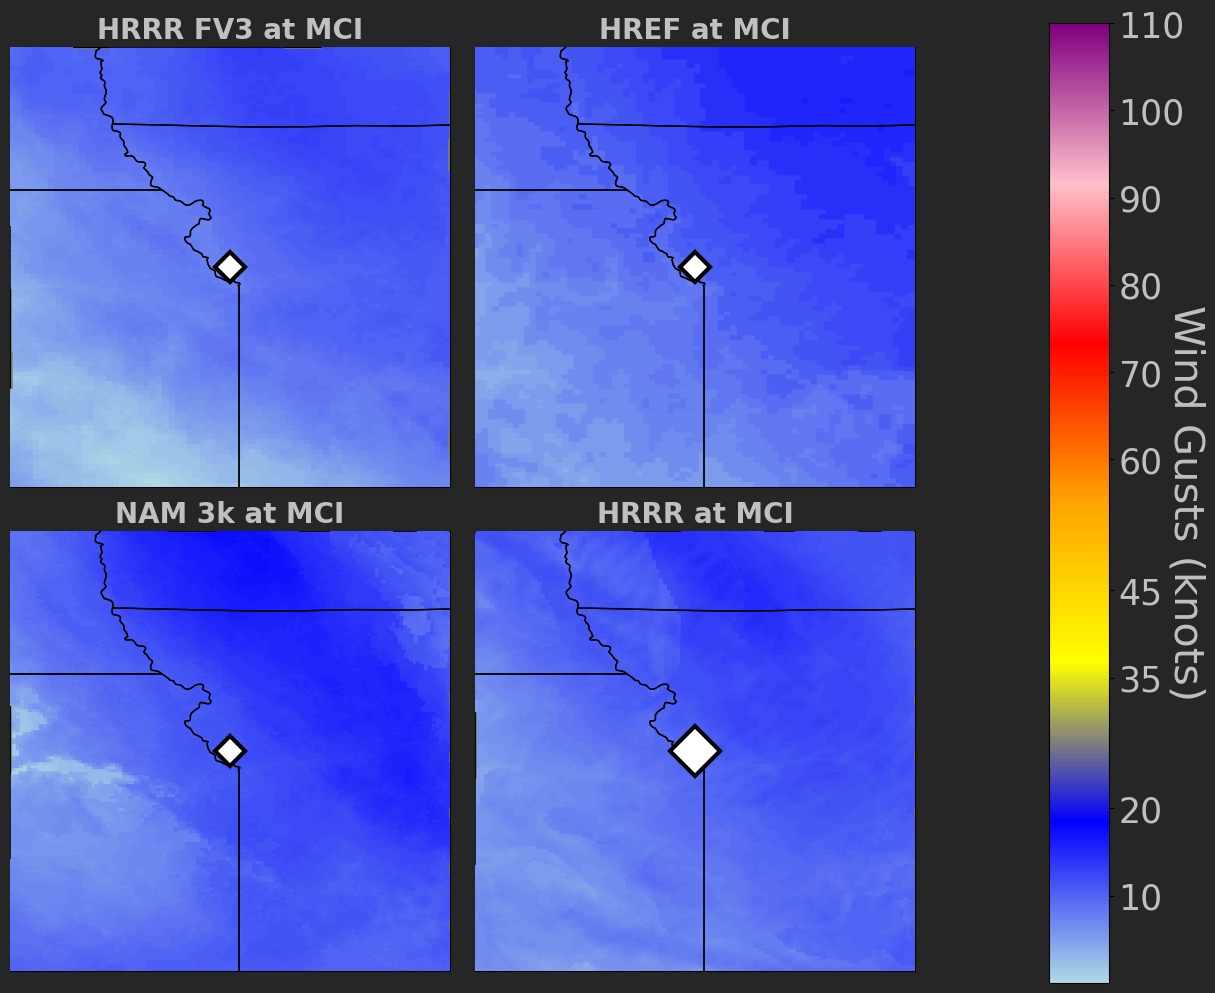 HRRR FV3 at MCI
HREF at MCI
NAM 3k at MCI
HRRR at MCI
110
100
90
80
70
60
45
35
20
10
Wind Gusts (knots)